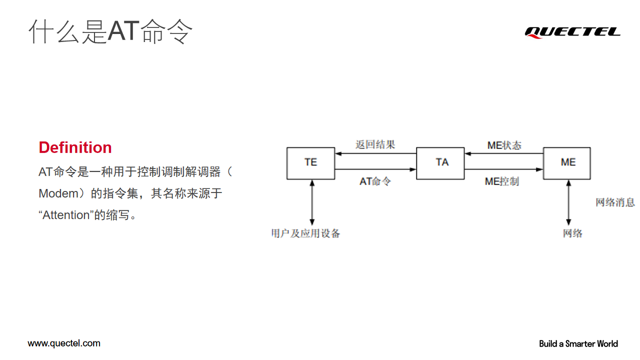 什么是AT命令
QUECTEL
Definition
AT命令是一种用于控制调制解调器（
Modem）的指令集，其名称来源于
“Attention”的缩写。
返回结果
ME状态
TE
TA
ME
AT命令
ME控制
网络消息
用户及应用设备
网络
www.quectel.com
Build a Smarter World